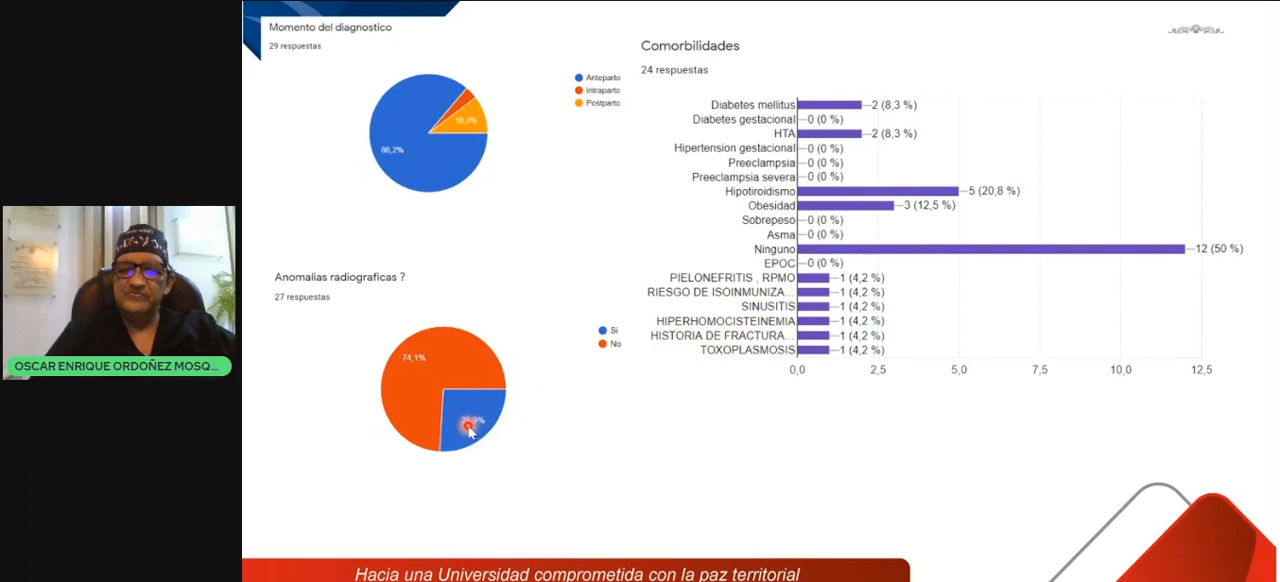 Momento del diagnostico
29 respuestas
Anteparto
Intraparto
Postparto
10,3%
86,2%
Comorbilidades
24 respuestas
Diabetes mellitus 2 (8,3 %)
Diabetes gestacional 0 (0 %)
HTA 2 (8,3 %)
Hipertension gestacional 0 (0 %)
Preeclampsia 0 (0 %)
Preeclampsia severa 0 (0 %)
Hipotiroidismo 5 (20,8 %)
Obesidad 3 (12,5 %)
Sobrepeso 0 (0 %)
Asma 0 (0 %)
Ninguno 12 (50 %)
EPOC 0 (0 %)
PIELONEFRITIS , RPMO 1 (4,2 %)
RIESGO DE ISOINMUNIZA... 1 (4,2 %)
SINUSITIS 1 (4,2 %)
HIPERHOMOCISTEINEMIA 1 (4,2 %)
HISTORIA DE FRACTURA... 1 (4,2 %)
TOXOPLASMOSIS 1 (4,2 %)
0,0 2,5 5,0 7,5 10,0 12,5
Anomalias radiograficas ?
27 respuestas
Si
No
74,1%
OSCAR ENRIQUE ORDOÑEZ MOSQ...
Hacia una Universidad comprometida con la paz territorial